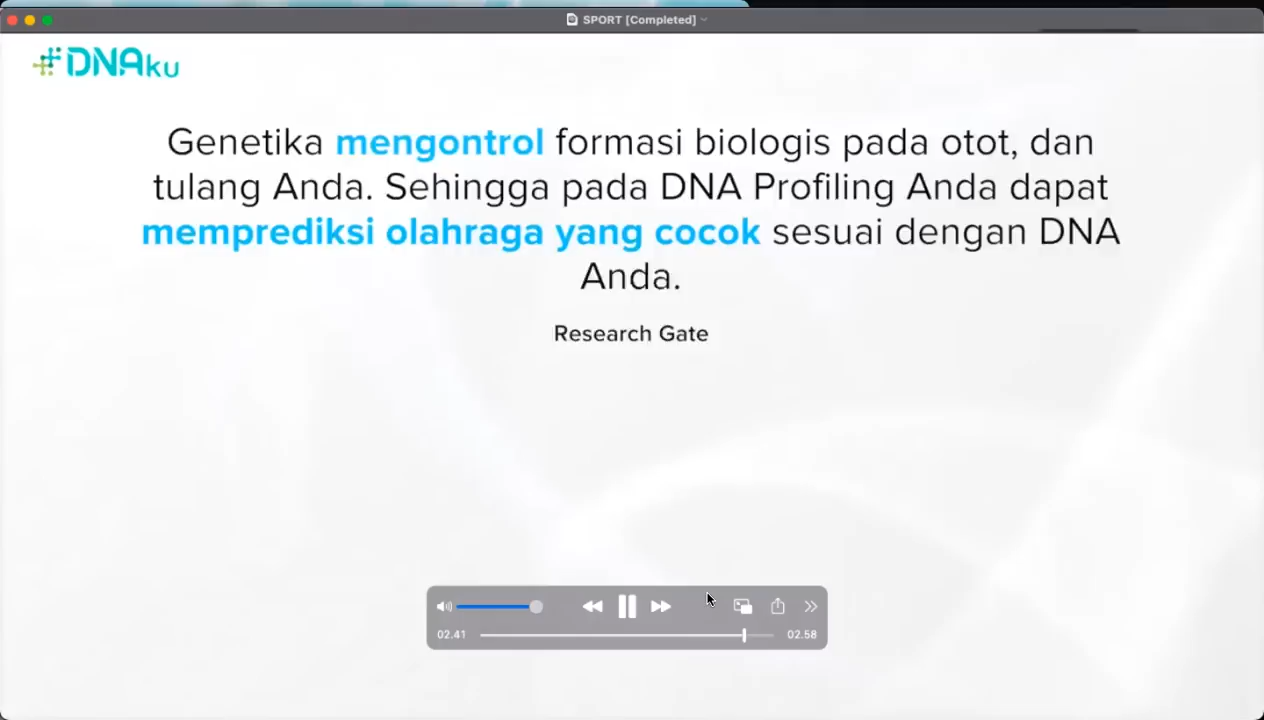 SPORT [Completed]
DNAku
Genetika mengontrol formasi biologis pada otot, dan
tulang Anda. Sehingga pada DNA Profiling Anda dapat
memprediksi olahraga yang cocok sesuai dengan DNA
Anda.
Research Gate
02.41
02.58